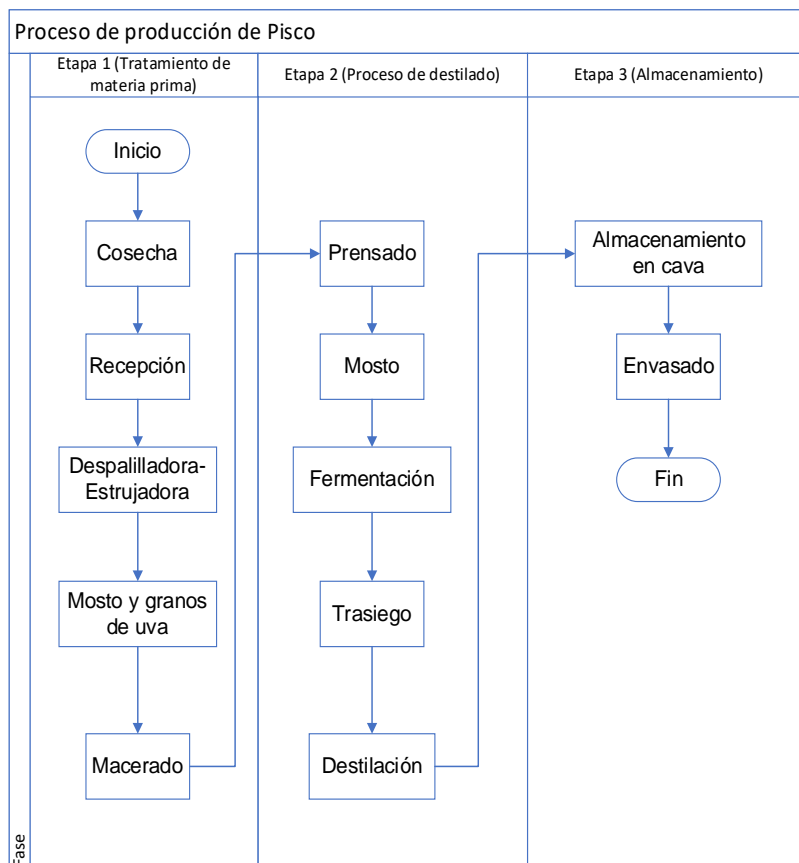 Proceso de producción de Pisco
Etapa 1 (Tratamiento de
materia prima)
Etapa 2 (Proceso de destilado)
Etapa 3 (Almacenamiento)
Inicio
Cosecha
Recepción
Despalilladora-
Estrujadora
Mosto y granos
de uva
Macerado
Prensado
Mosto
Fermentación
Trasiego
Destilación
Almacenamiento
en cava
Envasado
Fin
Fase